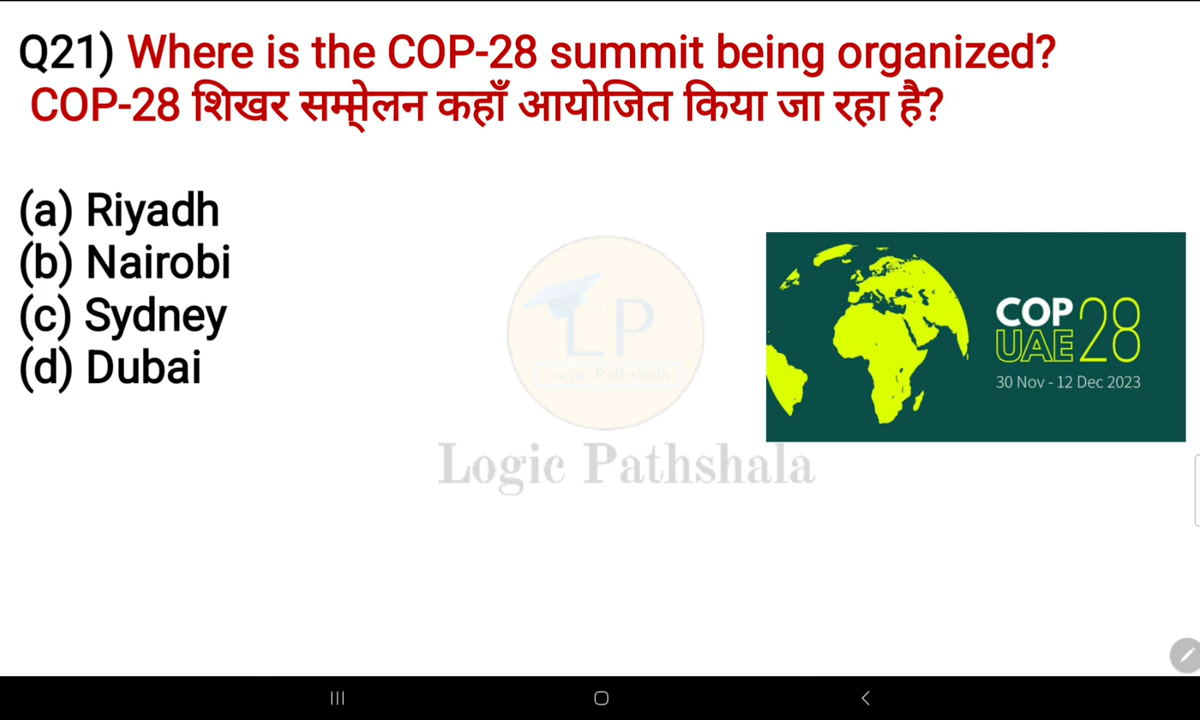 Q21) Where is the COP-28 summit being organized?
COP-28 शिखर सम्मे्लन कहाँ आयोजित किया जा रहा है?
(a) Riyadh
(b) Nairobi
(c) Sydney
(d) Dubai
LP
Logic Pathshala
Logic Pathshala
COP 28
UAE
30 Nov - 12 Dec 2023